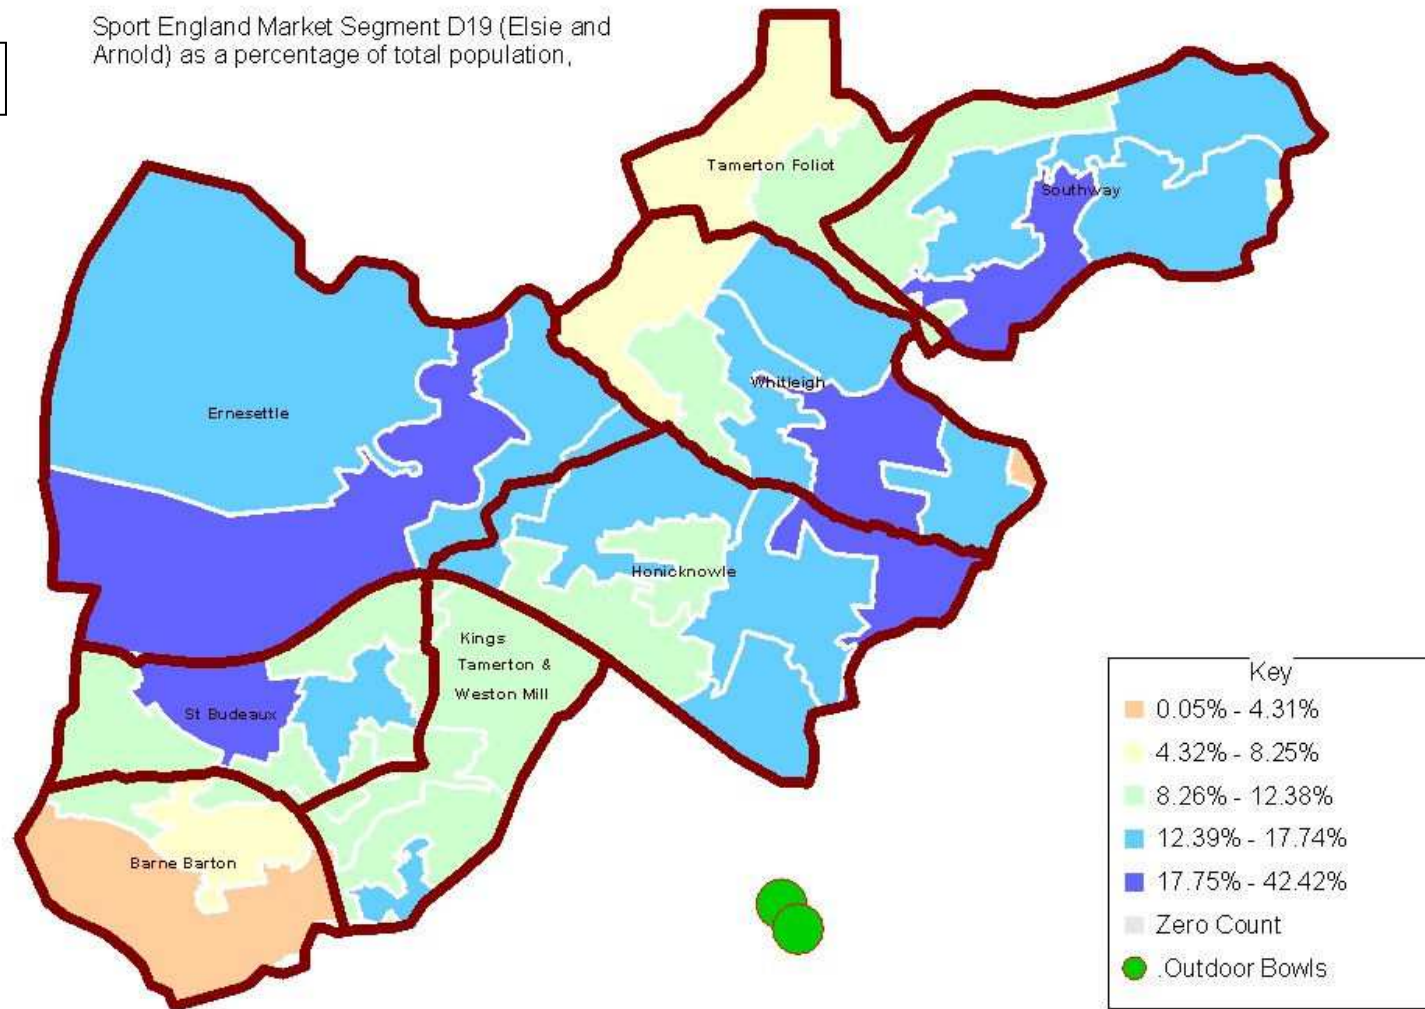 Sport England Market Segment D19 (Elsie and
Arnold) as a percentage of total population,
Tamerton Foliot
Southway
Whitleigh
Ernesettle
Honicknowle
Kings
Tamerton &
Weston Mill
St Budeaux
Barne Barton
Key
0.05% - 4.31%
4.32% - 8.25%
8.26% - 12.38%
12.39% - 17.74%
17.75% - 42.42%
Zero Count
.Outdoor Bowls